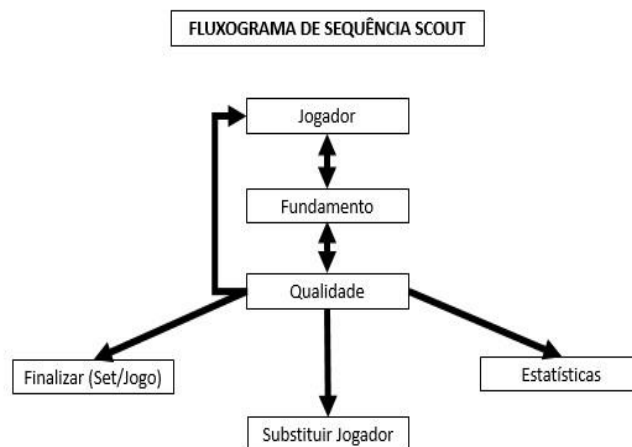 FLUXOGRAMA DE SEQUÊNCIA SCOUT
Jogador
Fundamento
Qualidade
Finalizar (Set/Jogo)
Estatísticas
Substituir Jogador